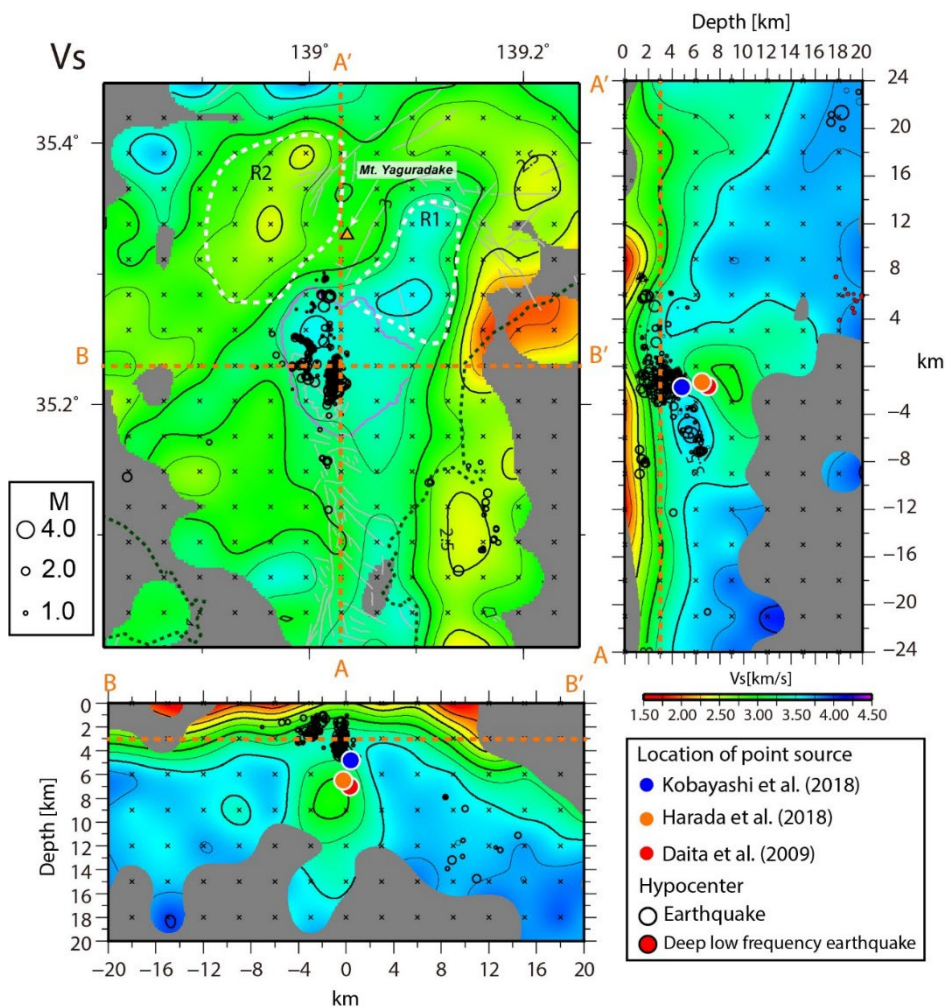 Vs
139°
139.2°
A'
35.4°
35.2°
R2
R1
Mt. Yaguradake
3
2.5
2.5
B
B'
A
M
4.0
2.0
1.0
Depth [km]
0 2 4 6 8 10 12 14 16 18 20
A'
24
20
16
12
8
4
0
-4
-8
-12
-16
-20
-24
km
A
B
B'
Depth [km]
0
2
4
6
8
10
12
14
16
18
20
-20 -16 -12 -8 -4 0 4 8 12 16 20
km
Vs[km/s]
1.50 2.00 2.50 3.00 3.50 4.00 4.50
Location of point source
Kobayashi et al. (2018)
Harada et al. (2018)
Daita et al. (2009)
Hypocenter
Earthquake
Deep low frequency earthquake